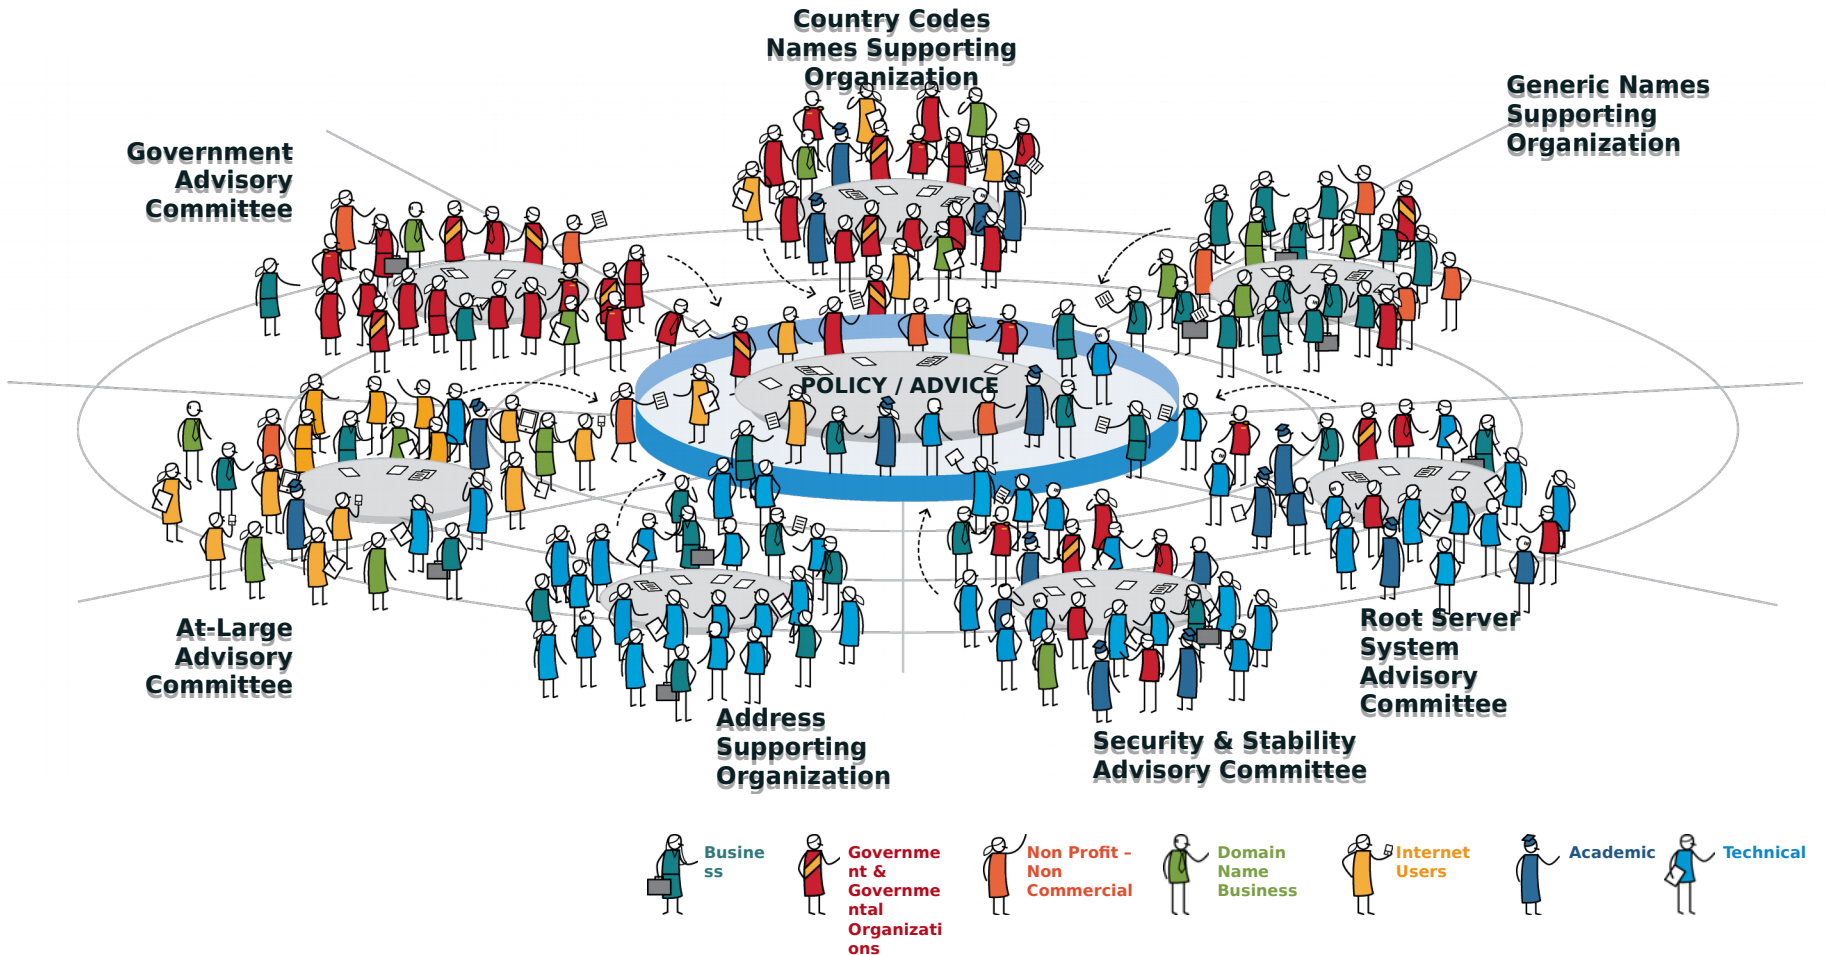 Country Codes
Names Supporting
Organization
Generic Names
Supporting
Organization
Government
Advisory
Committee
POLICY / ADVICE
At-Large
Advisory
Committee
Root Server
System
Advisory
Committee
Address
Supporting
Organization
Security & Stability
Advisory Committee
Busine
ss
Governme
nt &
Governme
ntal
Organizati
ons
Non Profit –
Non
Commercial
Domain
Name
Business
Internet
Users
Academic
Technical